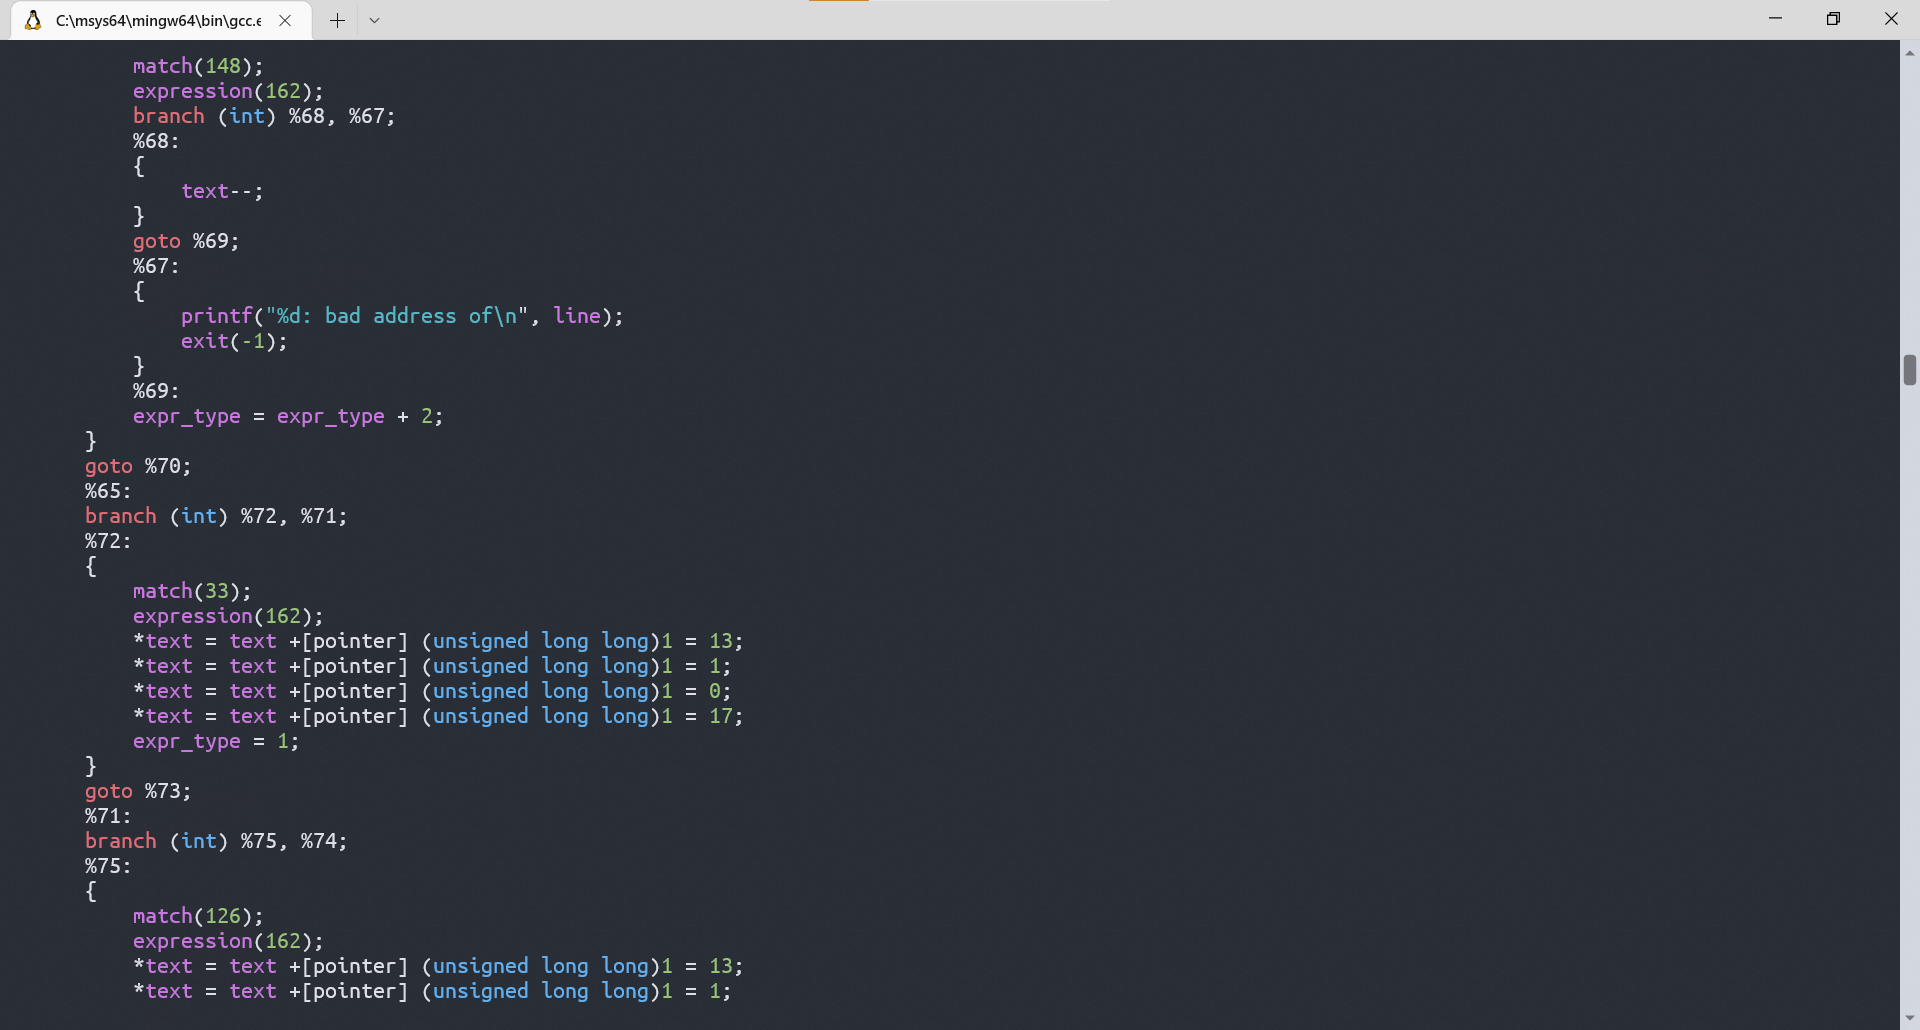 C:\msys64\mingw64\bin\gcc.e
match(148);
expression(162);
branch (int) %68, %67;
%68:
{
text--;
}
goto %69;
%67:
{
printf("%d: bad address of\n", line);
exit(-1);
}
%69:
expr_type = expr_type + 2;
}
goto %70;
%65:
branch (int) %72, %71;
%72:
{
match(33);
expression(162);
*text = text +[pointer] (unsigned long long)1 = 13;
*text = text +[pointer] (unsigned long long)1 = 1;
*text = text +[pointer] (unsigned long long)1 = 0;
*text = text +[pointer] (unsigned long long)1 = 17;
expr_type = 1;
}
goto %73;
%71:
branch (int) %75, %74;
%75:
{
match(126);
expression(162);
*text = text +[pointer] (unsigned long long)1 = 13;
*text = text +[pointer] (unsigned long long)1 = 1;